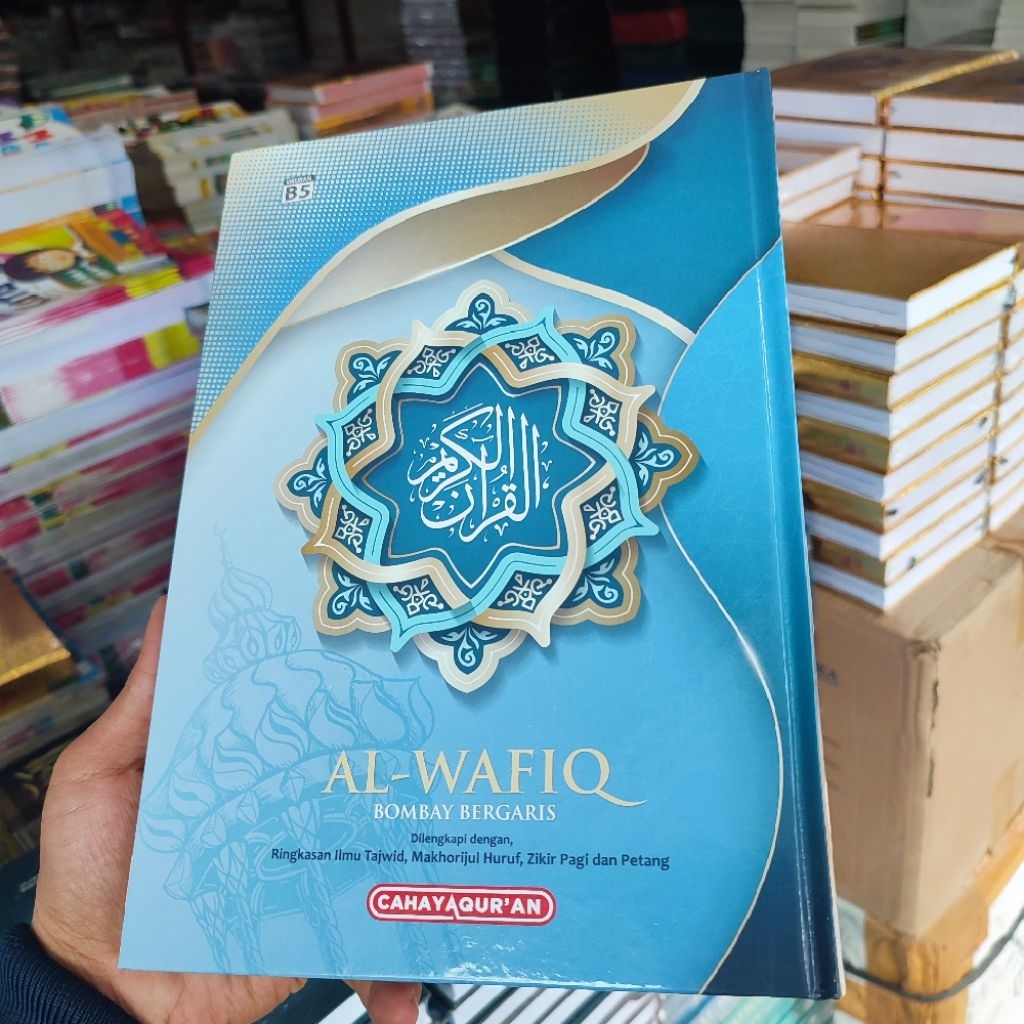 UKURAN
B5
القرآن الكريم
AL-WAFIQ
BOMBAY BERGARIS
Dilengkapi dengan,
Ringkasan Ilmu Tajwid, Makhorijul Huruf, Zikir Pagi dan Petang
CAHAYAQUR'AN